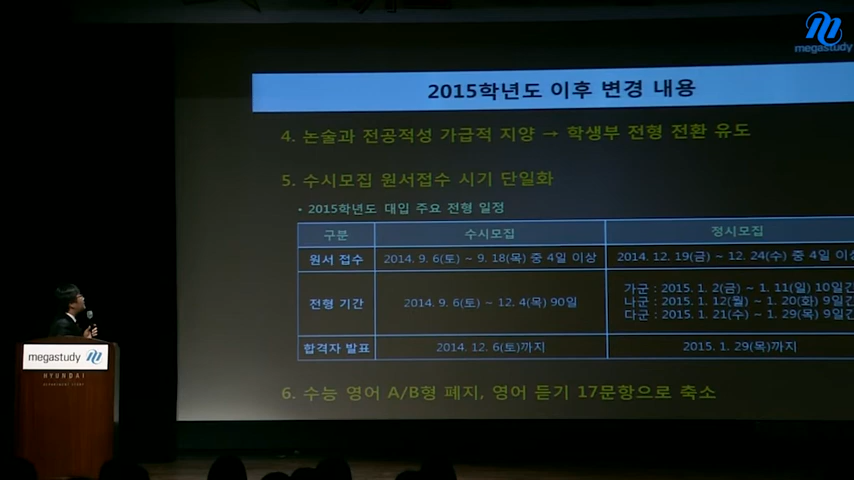 megastudy
2015학년도 이후 변경 내용
4. 논술과 전공적성 가급적 지양 → 학생부 전형 전환 유도
5. 수시모집 원서접수 시기 단일화
• 2015학년도 대입 주요 전형 일정
구분 수시모집 정시모집
원서 접수 2014. 9. 6(토) ~ 9. 18(목) 중 4일 이상 2014. 12. 19(금) ~ 12. 24(수) 중 4일 이상
전형 기간 2014. 9. 6(토) ~ 12. 4(목) 90일
가군 : 2015. 1. 2(금) ~ 1. 11(일) 10일간
나군 : 2015. 1. 12(월) ~ 1. 20(화) 9일간
다군 : 2015. 1. 21(수) ~ 1. 29(목) 9일간
합격자 발표 2014. 12. 6(토)까지 2015. 1. 29(목)까지
6. 수능 영어 A/B형 폐지, 영어 듣기 17문항으로 축소
megastudy
HYUNDAI
DEPARTMENT STORE